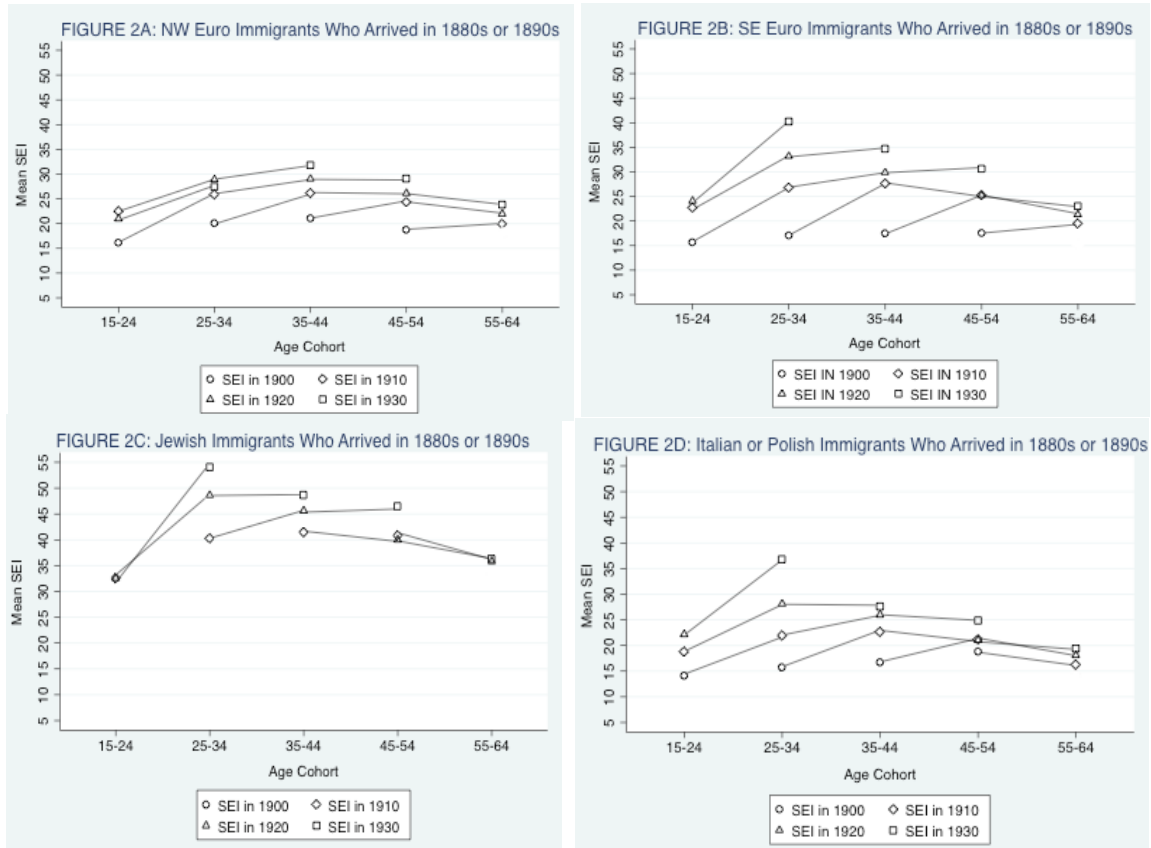 FIGURE 2A: NW Euro Immigrants Who Arrived in 1880s or 1890s
Mean SEI
55
50
45
40
35
30
25
20
15
10
5
15-24 25-34 35-44 45-54 55-64
Age Cohort
SEI in 1900 SEI in 1910
SEI in 1920 SEI in 1930
FIGURE 2B: SE Euro Immigrants Who Arrived in 1880s or 1890s
Mean SEI
55
50
45
40
35
30
25
20
15
10
5
15-24 25-34 35-44 45-54 55-64
Age Cohort
SEI IN 1900 SEI IN 1910
SEI IN 1920 SEI IN 1930
FIGURE 2C: Jewish Immigrants Who Arrived in 1880s or 1890s
Mean SEI
55
50
45
40
35
30
25
20
15
10
5
15-24 25-34 35-44 45-54 55-64
Age Cohort
SEI in 1900 SEI in 1910
SEI in 1920 SEI in 1930
FIGURE 2D: Italian or Polish Immigrants Who Arrived in 1880s or 1890s
Mean SEI
55
50
45
40
35
30
25
20
15
10
5
15-24 25-34 35-44 45-54 55-64
Age Cohort
SEI in 1900 SEI in 1910
SEI in 1920 SEI in 1930